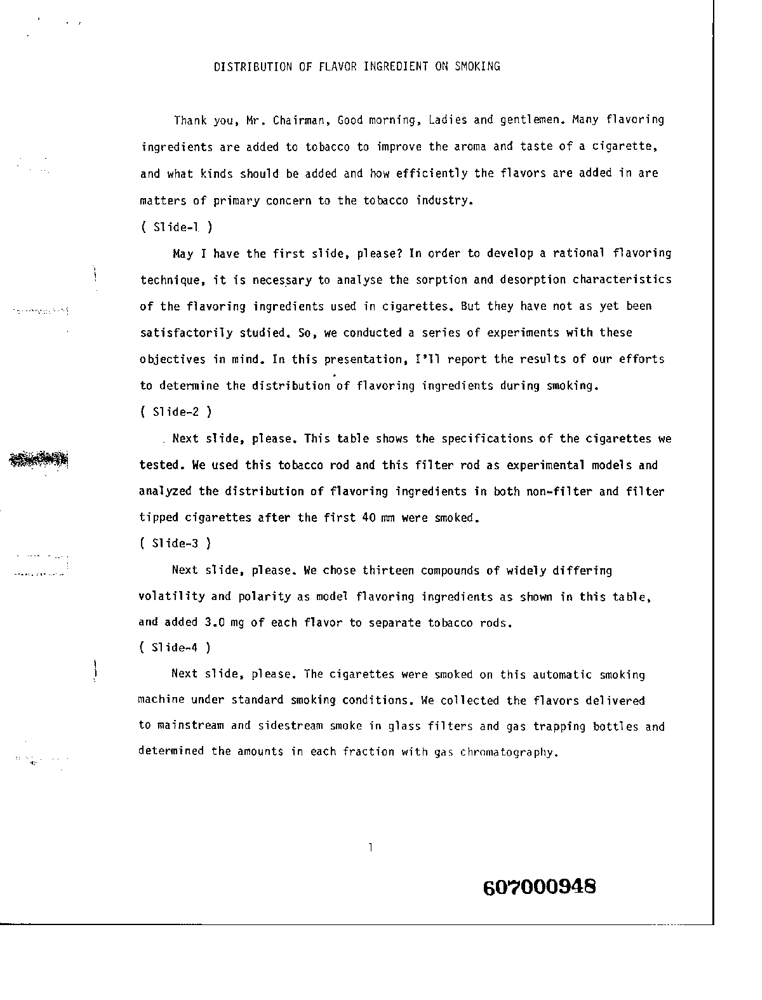 DISTRIBUTION OF FLAVOR INGREDIENT ON SMOKING
Thank you, Mr. Chairman, Good morning, Ladies and gentlemen. Many flavoring
ingredients are added to tobacco to improve the aroma and taste of a cigarette,
and what kinds should be added and how efficiently the flavors are added in are
matters of primary concern to the tobacco industry.
( Slide-1 )
May I have the first slide, please? In order to develop a rational flavoring
technique, it is necessary to analyse the sorption and desorption characteristics
of the flavoring ingredients used in cigarettes. But they have not as yet been
satisfactorily studied. So, we conducted a series of experiments with these
objectives in mind. In this presentation, I'll report the results of our efforts
to determine the distribution of flavoring ingredients during smoking.
( Slide-2 )
Next slide, please. This table shows the specifications of the cigarettes we
tested. We used this tobacco rod and this filter rod as experimental models and
analyzed the distribution of flavoring ingredients in both non-filter and filter
tipped cigarettes after the first 40 mm were smoked.
( Slide-3 )
Next slide, please. We chose thirteen compounds of widely differing
volatility and polarity as model flavoring ingredients as shown in this table,
and added 3.0 mg of each flavor to separate tobacco rods.
( Slide-4 )
Next slide, please. The cigarettes were smoked on this automatic smoking
machine under standard smoking conditions. We collected the flavors delivered
to mainstream and sidestream smoke in glass filters and gas trapping bottles and
determined the amounts in each fraction with gas chromatography.
1
607000948